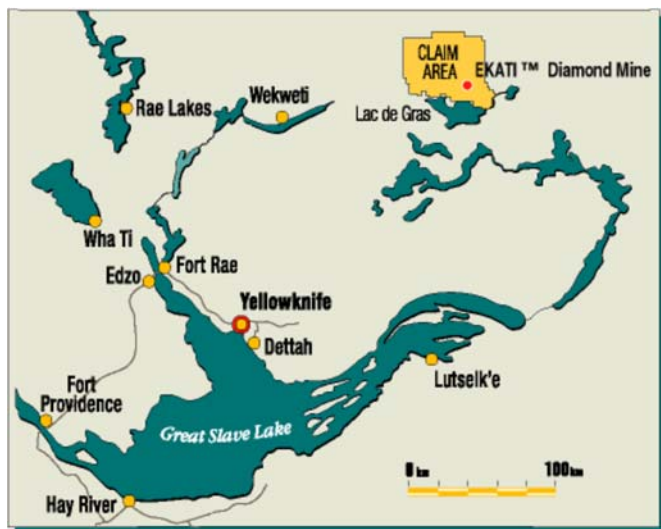 CLAIM
AREA
EKATI ™ Diamond Mine
Lac de Gras
Rae Lakes
Wekweti
Wha Ti
Edzo
Fort Rae
Yellowknife
Dettah
Lutselk'e
Fort
Providence
Great Slave Lake
Hay River
0 km
100 km